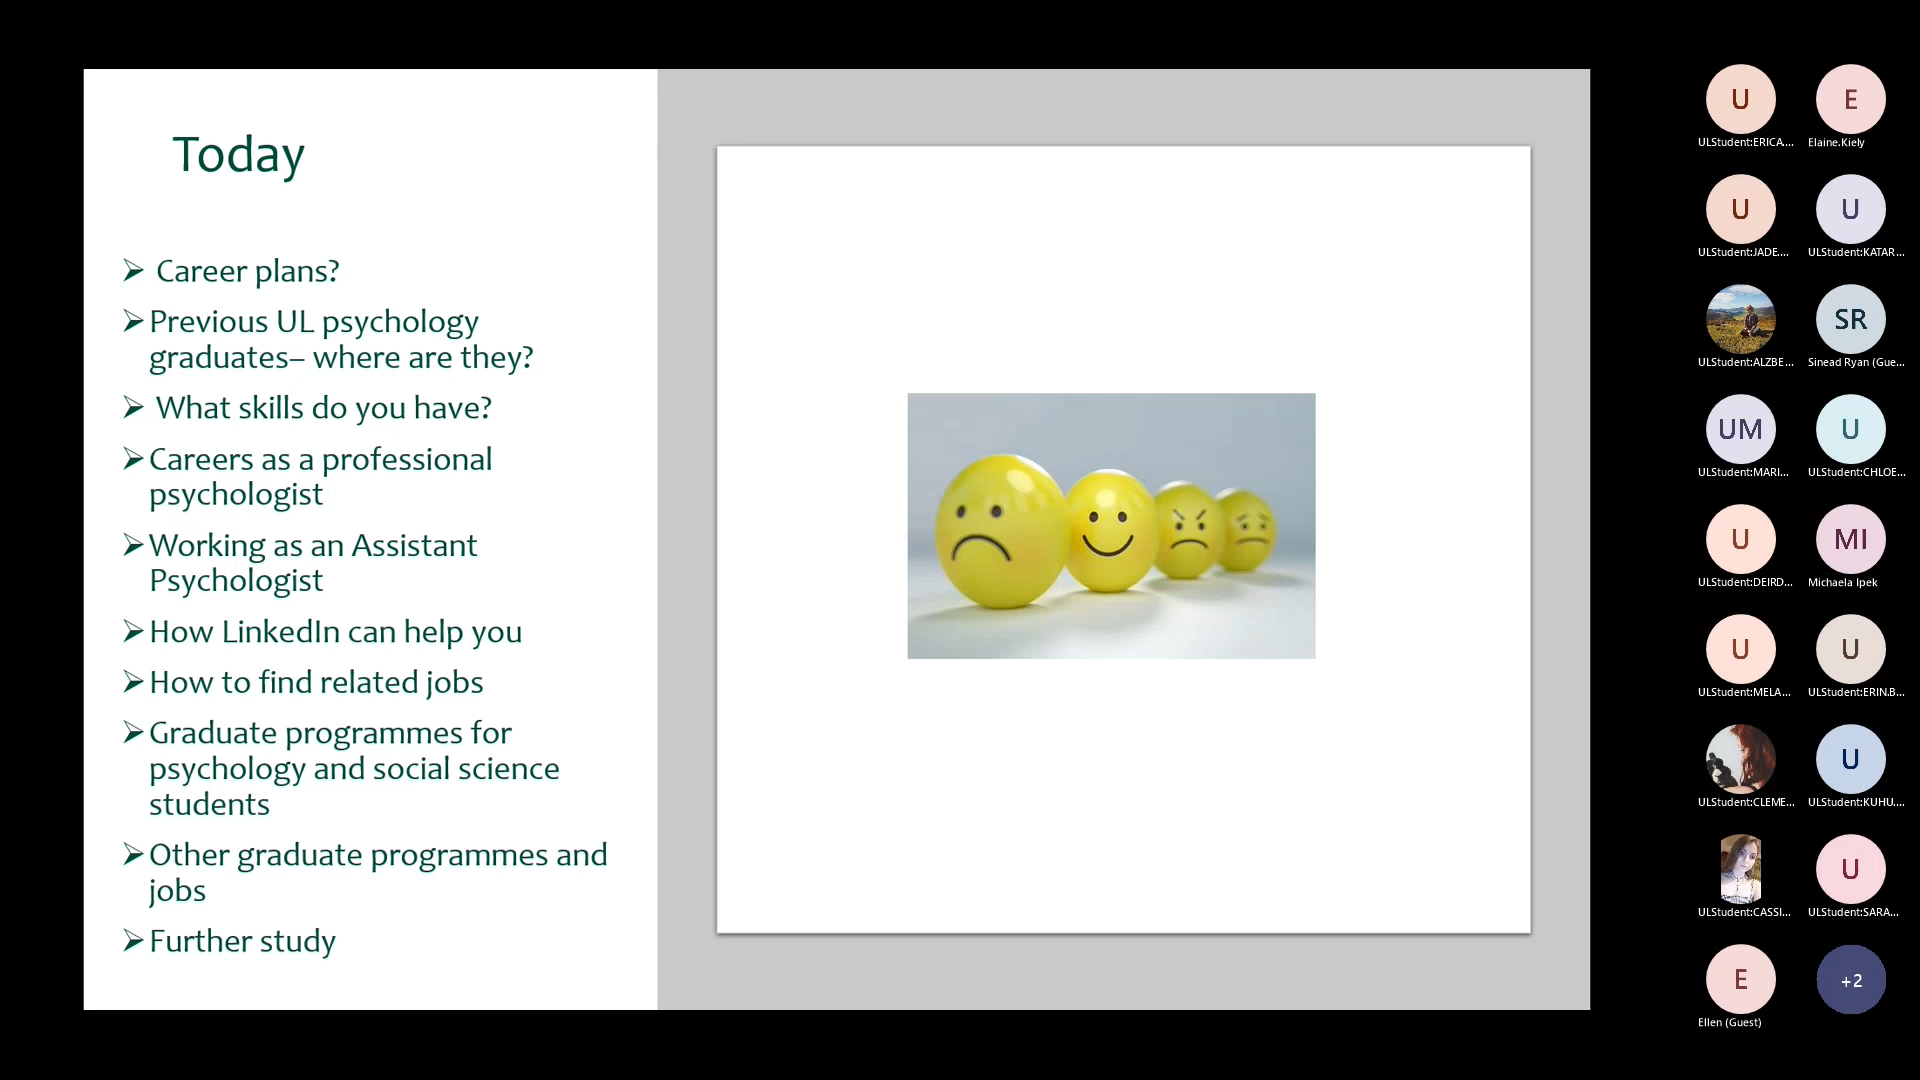 Today
➢ Career plans?
➢Previous UL psychology
graduates– where are they?
➢ What skills do you have?
➢Careers as a professional
psychologist
➢Working as an Assistant
Psychologist
➢How LinkedIn can help you
➢How to find related jobs
➢Graduate programmes for
psychology and social science
students
➢Other graduate programmes and
jobs
➢Further study
U
E
ULStudent:ERICA....
Elaine.Kiely
U
U
ULStudent:JADE....
ULStudent:KATAR...
SR
ULStudent:ALZBE...
Sinead Ryan (Gue...
UM
U
ULStudent:MARI...
ULStudent:CHLOE...
U
MI
ULStudent:DEIRD...
Michaela Ipek
U
U
ULStudent:MELA...
ULStudent:ERIN.B...
U
ULStudent:CLEME...
ULStudent:KUHU....
U
ULStudent:CASSI...
ULStudent:SARA...
E
+2
Ellen (Guest)